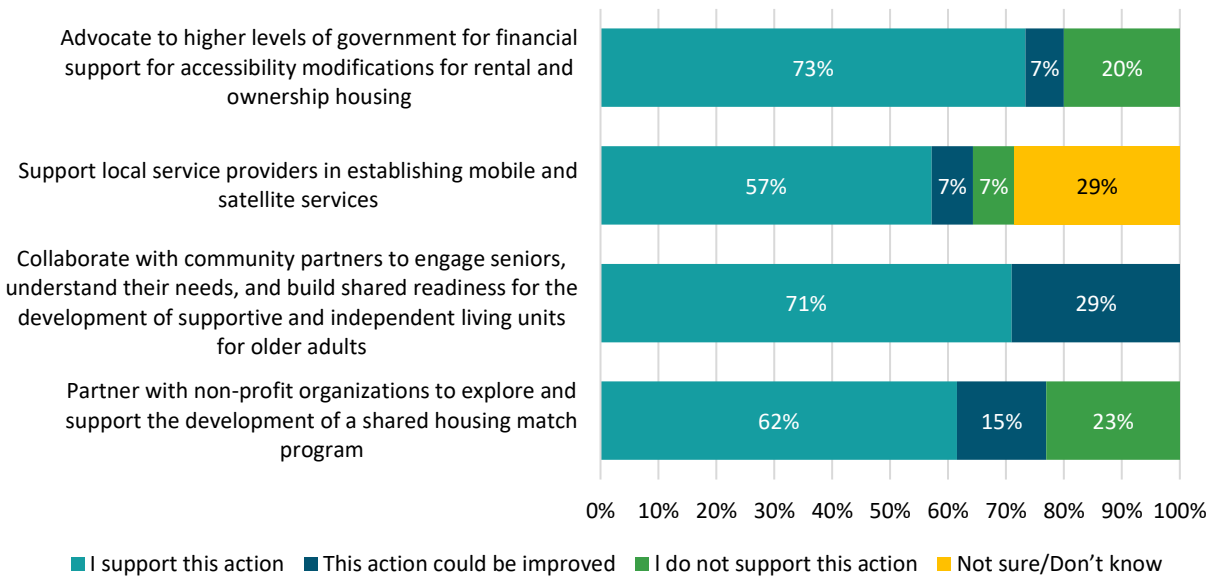 Advocate to higher levels of government for financial
support for accessibility modifications for rental and
ownership housing
73% 7% 20%
Support local service providers in establishing mobile and
satellite services
57% 7% 7% 29%
Collaborate with community partners to engage seniors,
understand their needs, and build shared readiness for the
development of supportive and independent living units
for older adults
71% 29%
Partner with non-profit organizations to explore and
support the development of a shared housing match
program
62% 15% 23%
0% 10% 20% 30% 40% 50% 60% 70% 80% 90% 100%
I support this action This action could be improved I do not support this action Not sure/Don’t know